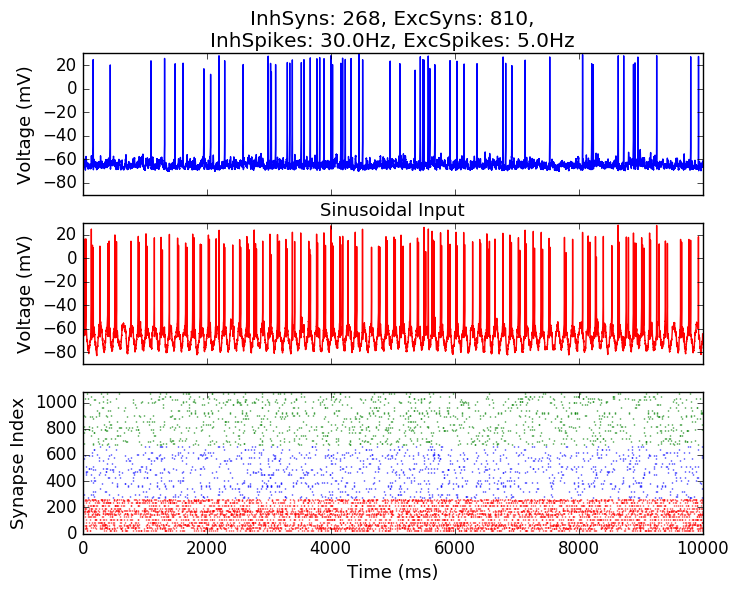 InhSyns: 268, ExcSyns: 810,
InhSpikes: 30.0Hz, ExcSpikes: 5.0Hz
Voltage (mV)
20
0
−20
−40
−60
−80
Sinusoidal Input
Voltage (mV)
20
0
−20
−40
−60
−80
Synapse Index
1000
800
600
400
200
0
0 2000 4000 6000 8000 10000
Time (ms)